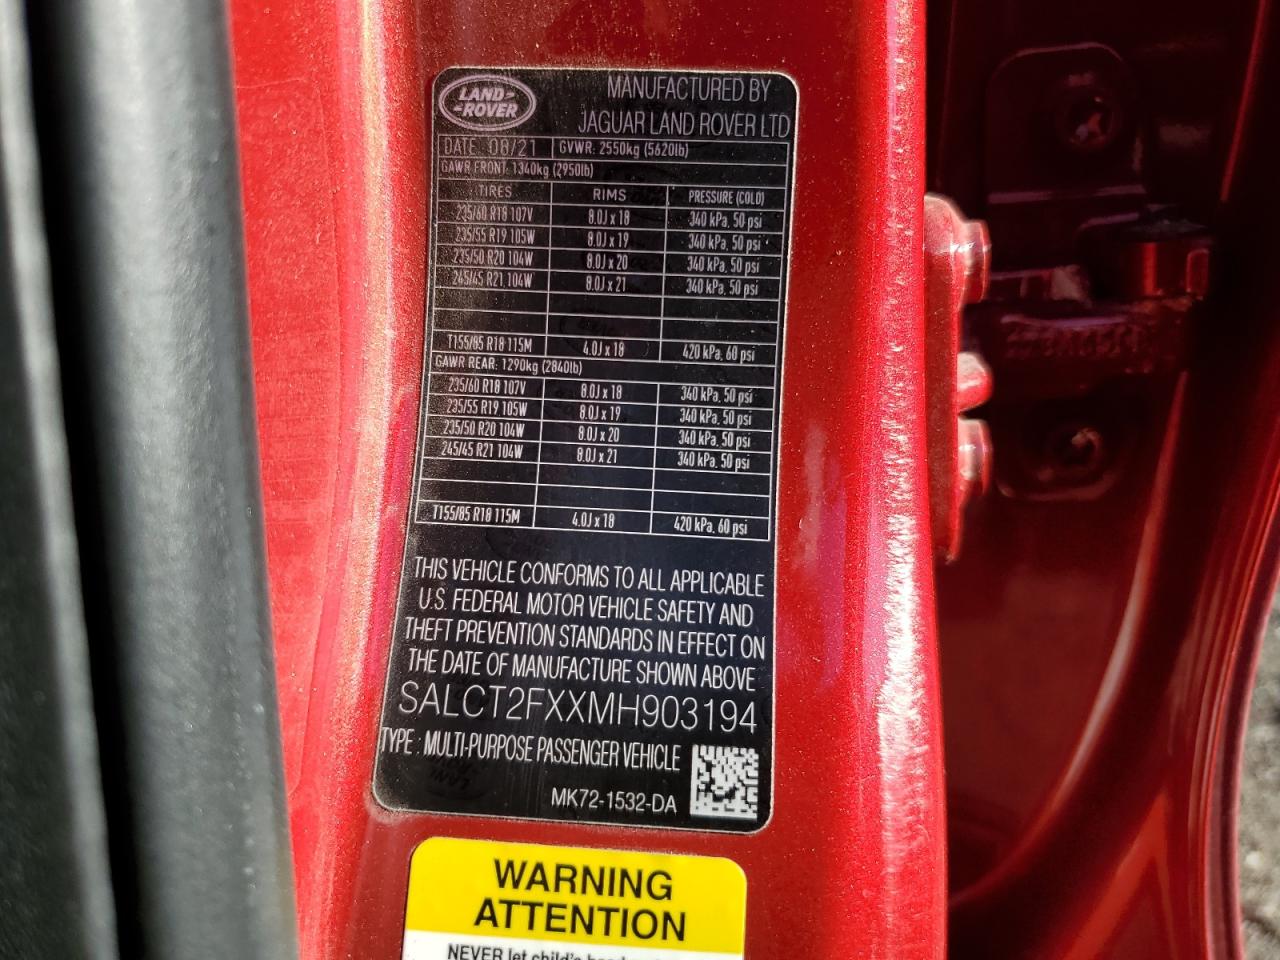 LAND-
-ROVER
MANUFACTURED BY
JAGUAR LAND ROVER LTD
DATE 08/21 GVWR: 2550kg (5620lb)
GAWR FRONT: 1340kg (2950lb)
TIRES RIMS PRESSURE (COLD)
235/60 R18 107V 8.0J x 18 340 kPa, 50 psi
235/55 R19 105W 8.0J x 19 340 kPa, 50 psi
235/50 R20 104W 8.0J x 20 340 kPa, 50 psi
245/45 R21 104W 8.0J x 21 340 kPa, 50 psi
T155/85 R18 115M 4.0J x 18 420 kPa, 60 psi
GAWR REAR: 1290kg (2840lb)
235/60 R18 107V 8.0J x 18 340 kPa, 50 psi
235/55 R19 105W 8.0J x 19 340 kPa, 50 psi
235/50 R20 104W 8.0J x 20 340 kPa, 50 psi
245/45 R21 104W 8.0J x 21 340 kPa, 50 psi
T155/85 R18 115M 4.0J x 18 420 kPa, 60 psi
THIS VEHICLE CONFORMS TO ALL APPLICABLE
U.S. FEDERAL MOTOR VEHICLE SAFETY AND
THEFT PREVENTION STANDARDS IN EFFECT ON
THE DATE OF MANUFACTURE SHOWN ABOVE
SALCT2FXXMH903194
TYPE : MULTI-PURPOSE PASSENGER VEHICLE
MK72-1532-DA
WARNING
ATTENTION
NEVER let child's